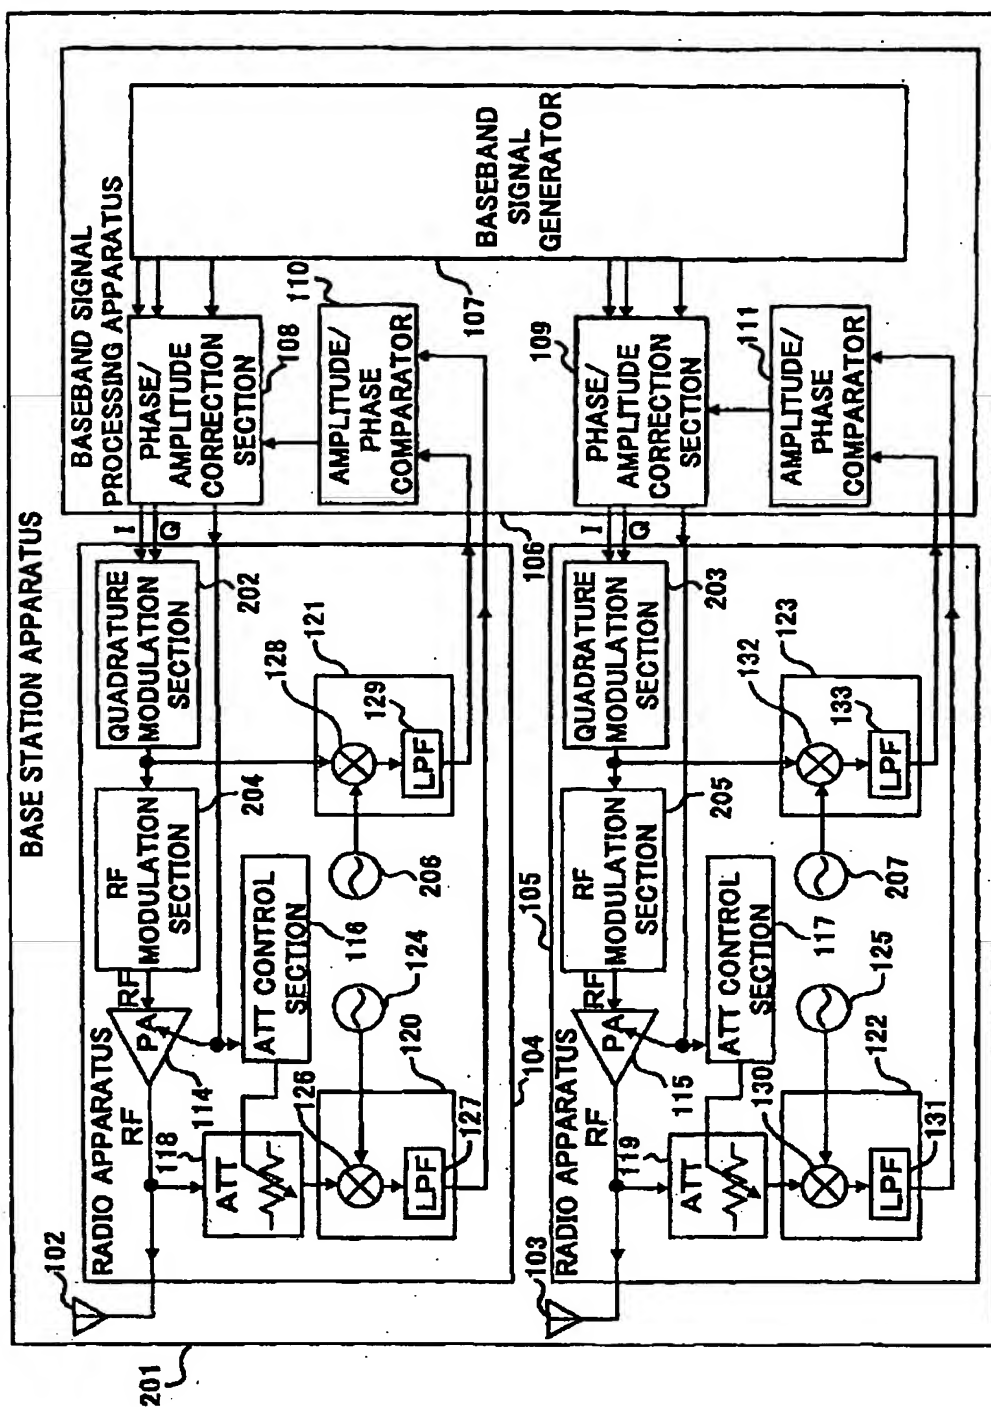 BASE STATION APPARATUS
201
BASEBAND SIGNAL
PROCESSING APPARATUS
106
BASEBAND
SIGNAL
GENERATOR
107
PHASE/
AMPLITUDE
CORRECTION
SECTION
108
AMPLITUDE/
PHASE
COMPARATOR
110
PHASE/
AMPLITUDE
CORRECTION
SECTION
109
AMPLITUDE/
PHASE
COMPARATOR
111
102
RADIO APPARATUS
104
I
Q
QUADRATURE
MODULATION
SECTION
202
RF
MODULATION
SECTION
204
RF
PA
114
RF
118
ATT
ATT CONTROL
SECTION
116
124
206
120
126
LPF
127
121
128
129
LPF
103
RADIO APPARATUS
105
I
Q
QUADRATURE
MODULATION
SECTION
203
RF
MODULATION
SECTION
205
RF
PA
115
RF
119
ATT
ATT CONTROL
SECTION
117
125
207
122
130
LPF
131
123
132
133
LPF